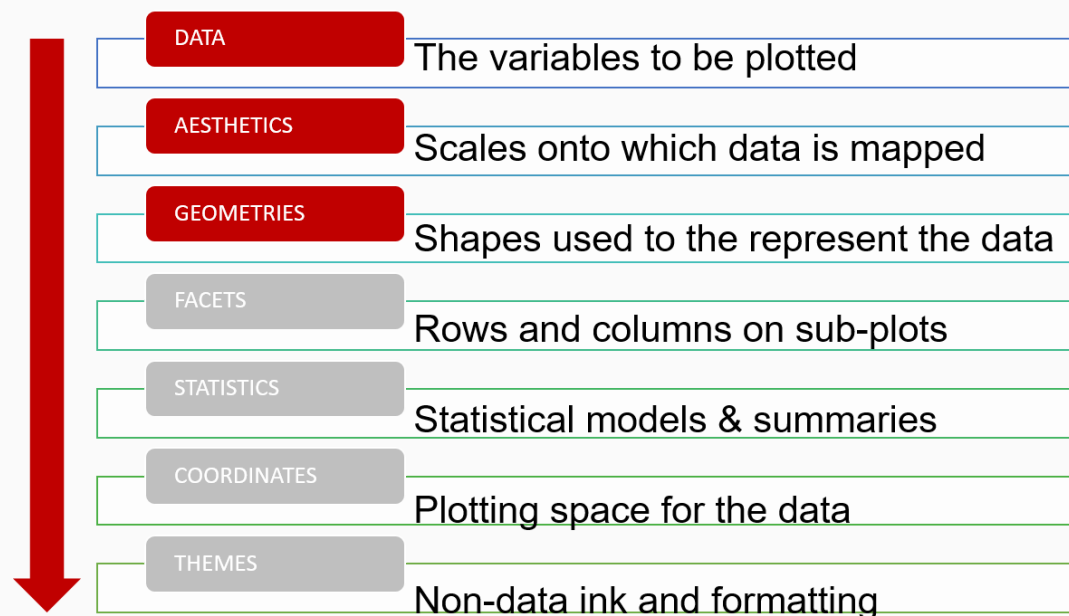 DATA
The variables to be plotted
AESTHETICS
Scales onto which data is mapped
GEOMETRIES
Shapes used to the represent the data
FACETS
Rows and columns on sub-plots
STATISTICS
Statistical models & summaries
COORDINATES
Plotting space for the data
THEMES
Non-data ink and formatting